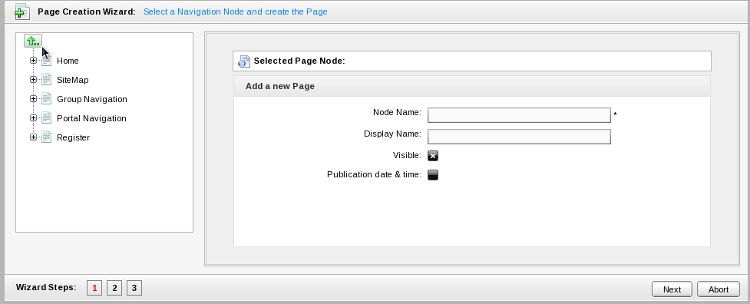 Page Creation Wizard: Select a Navigation Node and create the Page
Home
SiteMap
Group Navigation
Portal Navigation
Register
Selected Page Node:
Add a new Page
Node Name: *
Display Name:
Visible:
Publication date & time:
Wizard Steps: 1 2 3
Next Abort